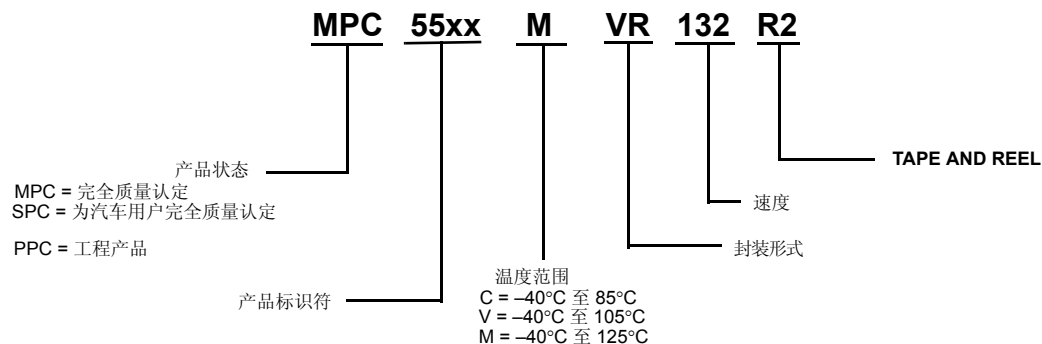 MPC 55xx M VR 132 R2
产品状态
MPC = 完全质量认定
SPC = 为汽车用户完全质量认定
PPC = 工程产品
TAPE AND REEL
速度
封装形式
产品标识符
温度范围
C = –40°C 至 85°C
V = –40°C 至 105°C
M = –40°C 至 125°C